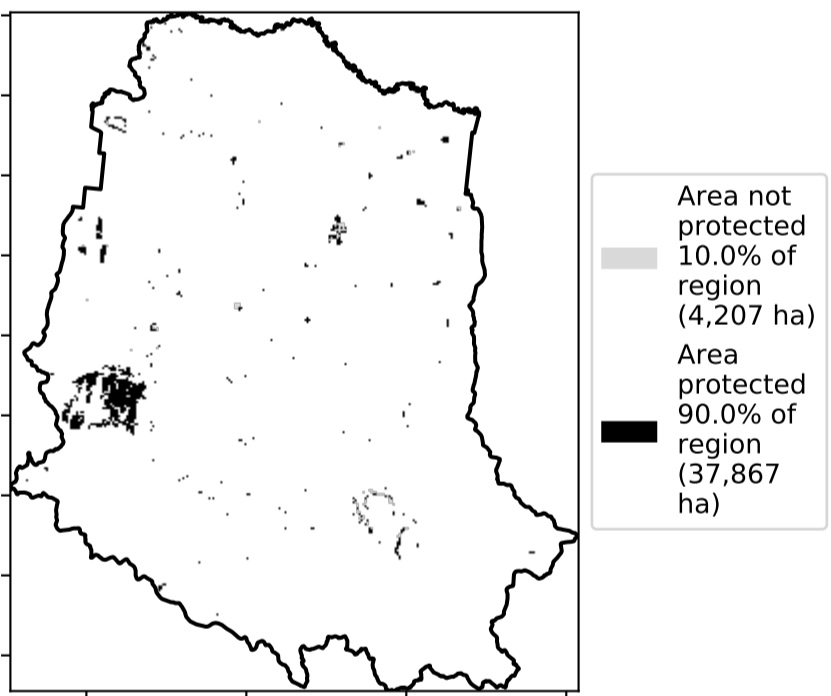 Area not
protected
10.0% of
region
(4,207 ha)
Area
protected
90.0% of
region
(37,867
ha)